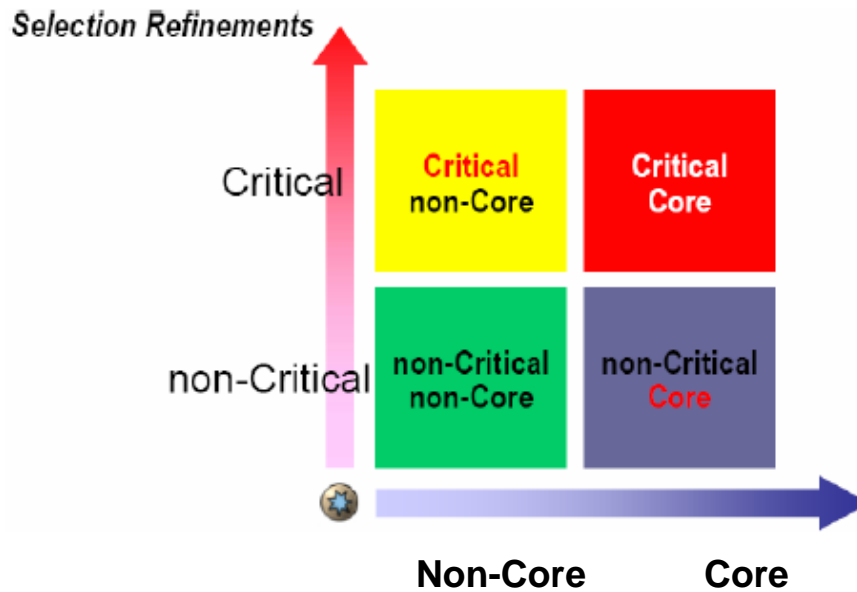 Selection Refinements
Critical
Critical
non-Core
Critical
Core
non-Critical
non-Critical
non-Core
non-Critical
Core
Non-Core
Core